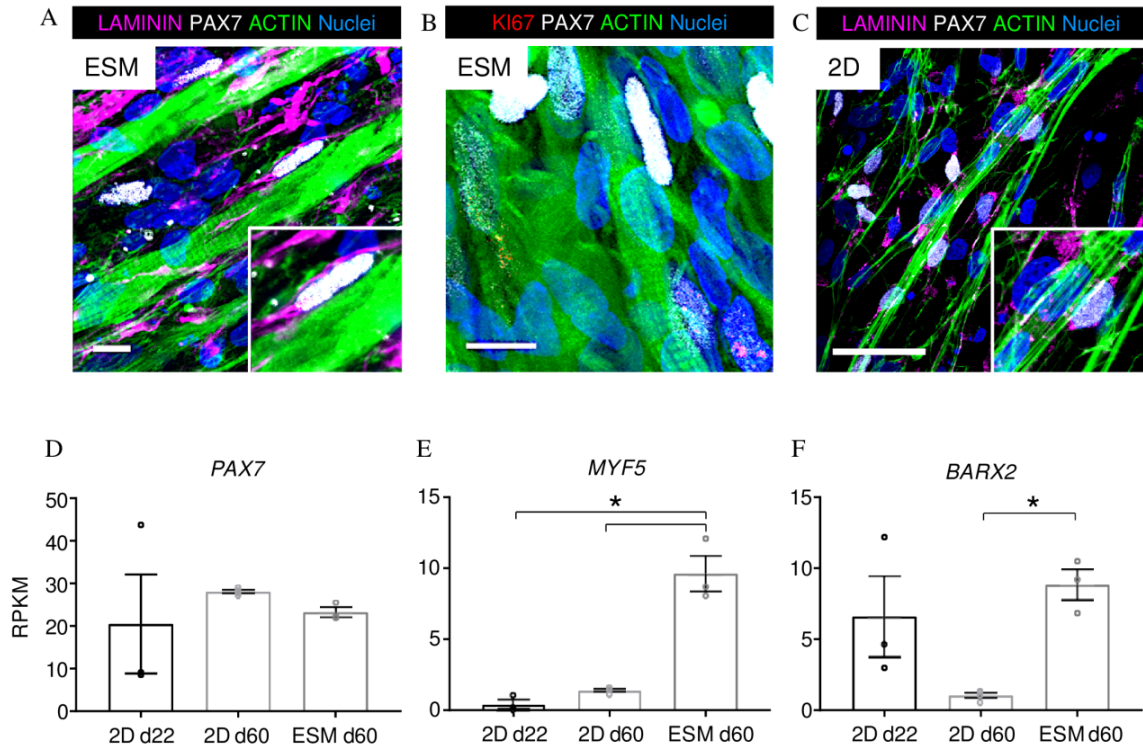 A
LAMININ PAX7 ACTIN Nuclei
ESM
B
KI67 PAX7 ACTIN Nuclei
ESM
C
LAMININ PAX7 ACTIN Nuclei
2D
D
PAX7
RPKM
50
40
30
20
10
0
2D d22 2D d60 ESM d60
E
MYF5
15
10
5
0
*
2D d22 2D d60 ESM d60
F
BARX2
15
10
5
0
*
2D d22 2D d60 ESM d60